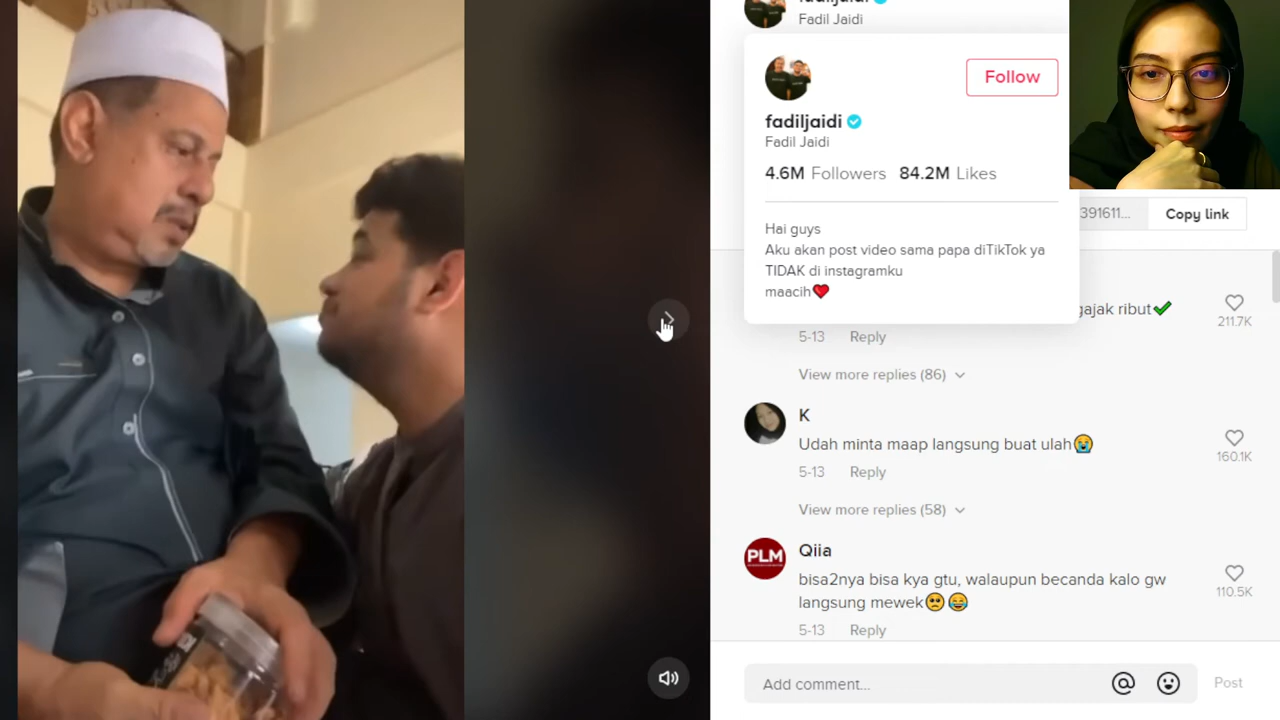 fadiljaidi
Fadil Jaidi
Follow
fadiljaidi
Fadil Jaidi
4.6M Followers 84.2M Likes
Hai guys
Aku akan post video sama papa diTikTok ya
TIDAK di instagramku
maacih❤️
391611...
Copy link
gajak ribut✔️
211.7K
5-13 Reply
View more replies (86)
K
Udah minta maap langsung buat ulah😭
160.1K
5-13 Reply
View more replies (58)
PLM
Qiia
bisa2nya bisa kya gtu, walaupun becanda kalo gw
langsung mewek🥺😂
110.5K
5-13 Reply
Add comment...
@
Post